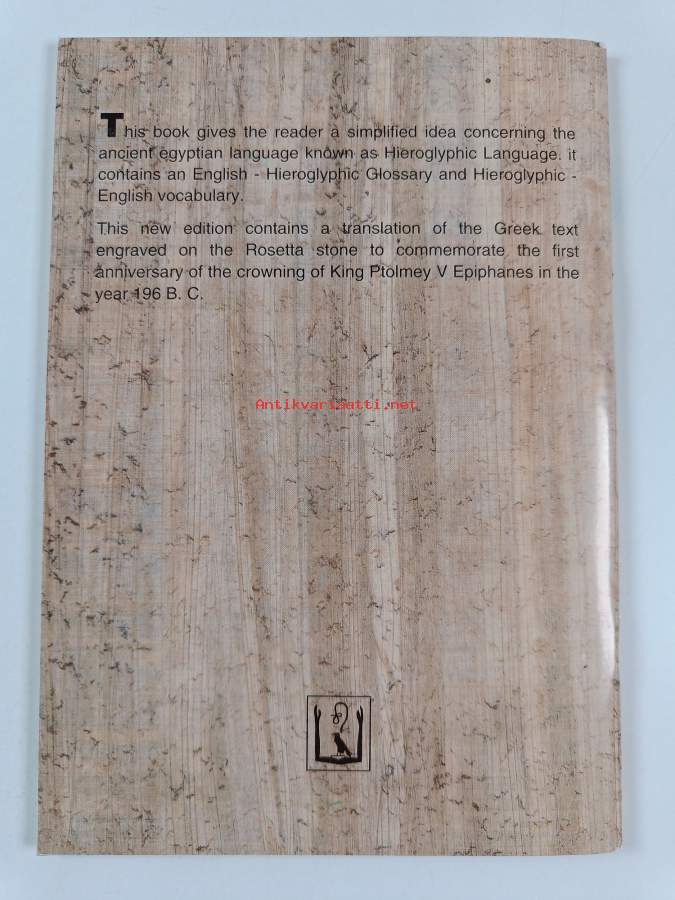 This book gives the reader a simplified idea concerning the
ancient egyptian language known as Hieroglyphic Language. it
contains an English - Hieroglyphic Glossary and Hieroglyphic -
English vocabulary.
This new edition contains a translation of the Greek text
engraved on the Rosetta stone to commemorate the first
anniversary of the crowning of King Ptolmey V Epiphanes in the
year 196 B. C.
Antikvariaatti.net